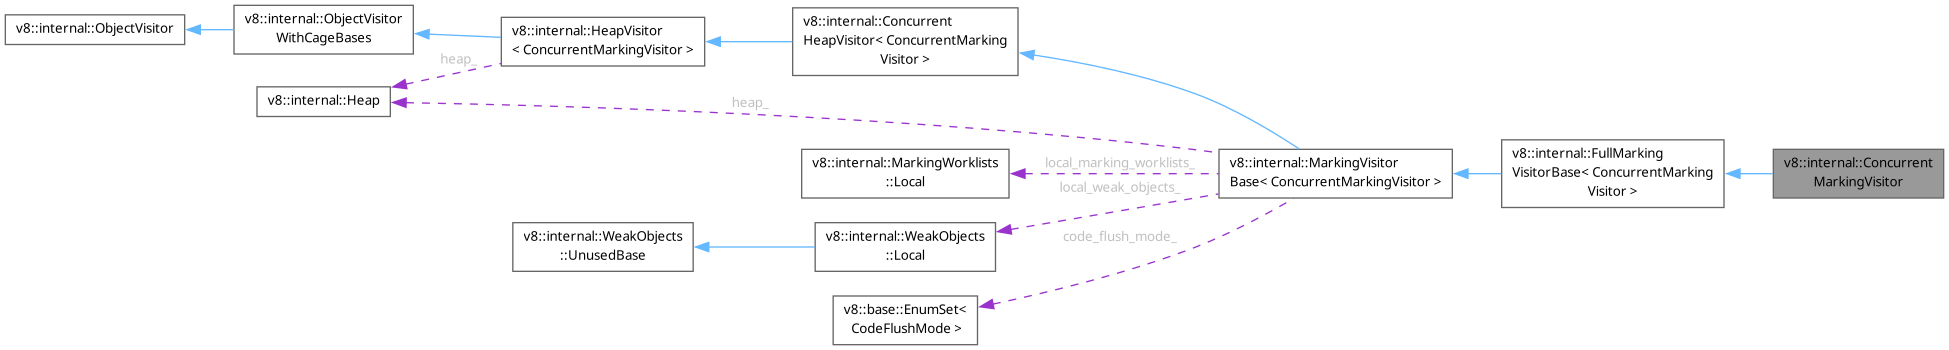 v8::internal::ObjectVisitor
v8::internal::ObjectVisitor
WithCageBases
v8::internal::HeapVisitor
< ConcurrentMarkingVisitor >
v8::internal::Concurrent
HeapVisitor< ConcurrentMarking
Visitor >
heap_
v8::internal::Heap
heap_
v8::internal::MarkingWorklists
::Local
local_marking_worklists_
local_weak_objects_
v8::internal::MarkingVisitor
Base< ConcurrentMarkingVisitor >
v8::internal::FullMarking
VisitorBase< ConcurrentMarking
Visitor >
v8::internal::Concurrent
MarkingVisitor
v8::internal::WeakObjects
::UnusedBase
v8::internal::WeakObjects
::Local
code_flush_mode_
v8::base::EnumSet<
CodeFlushMode >